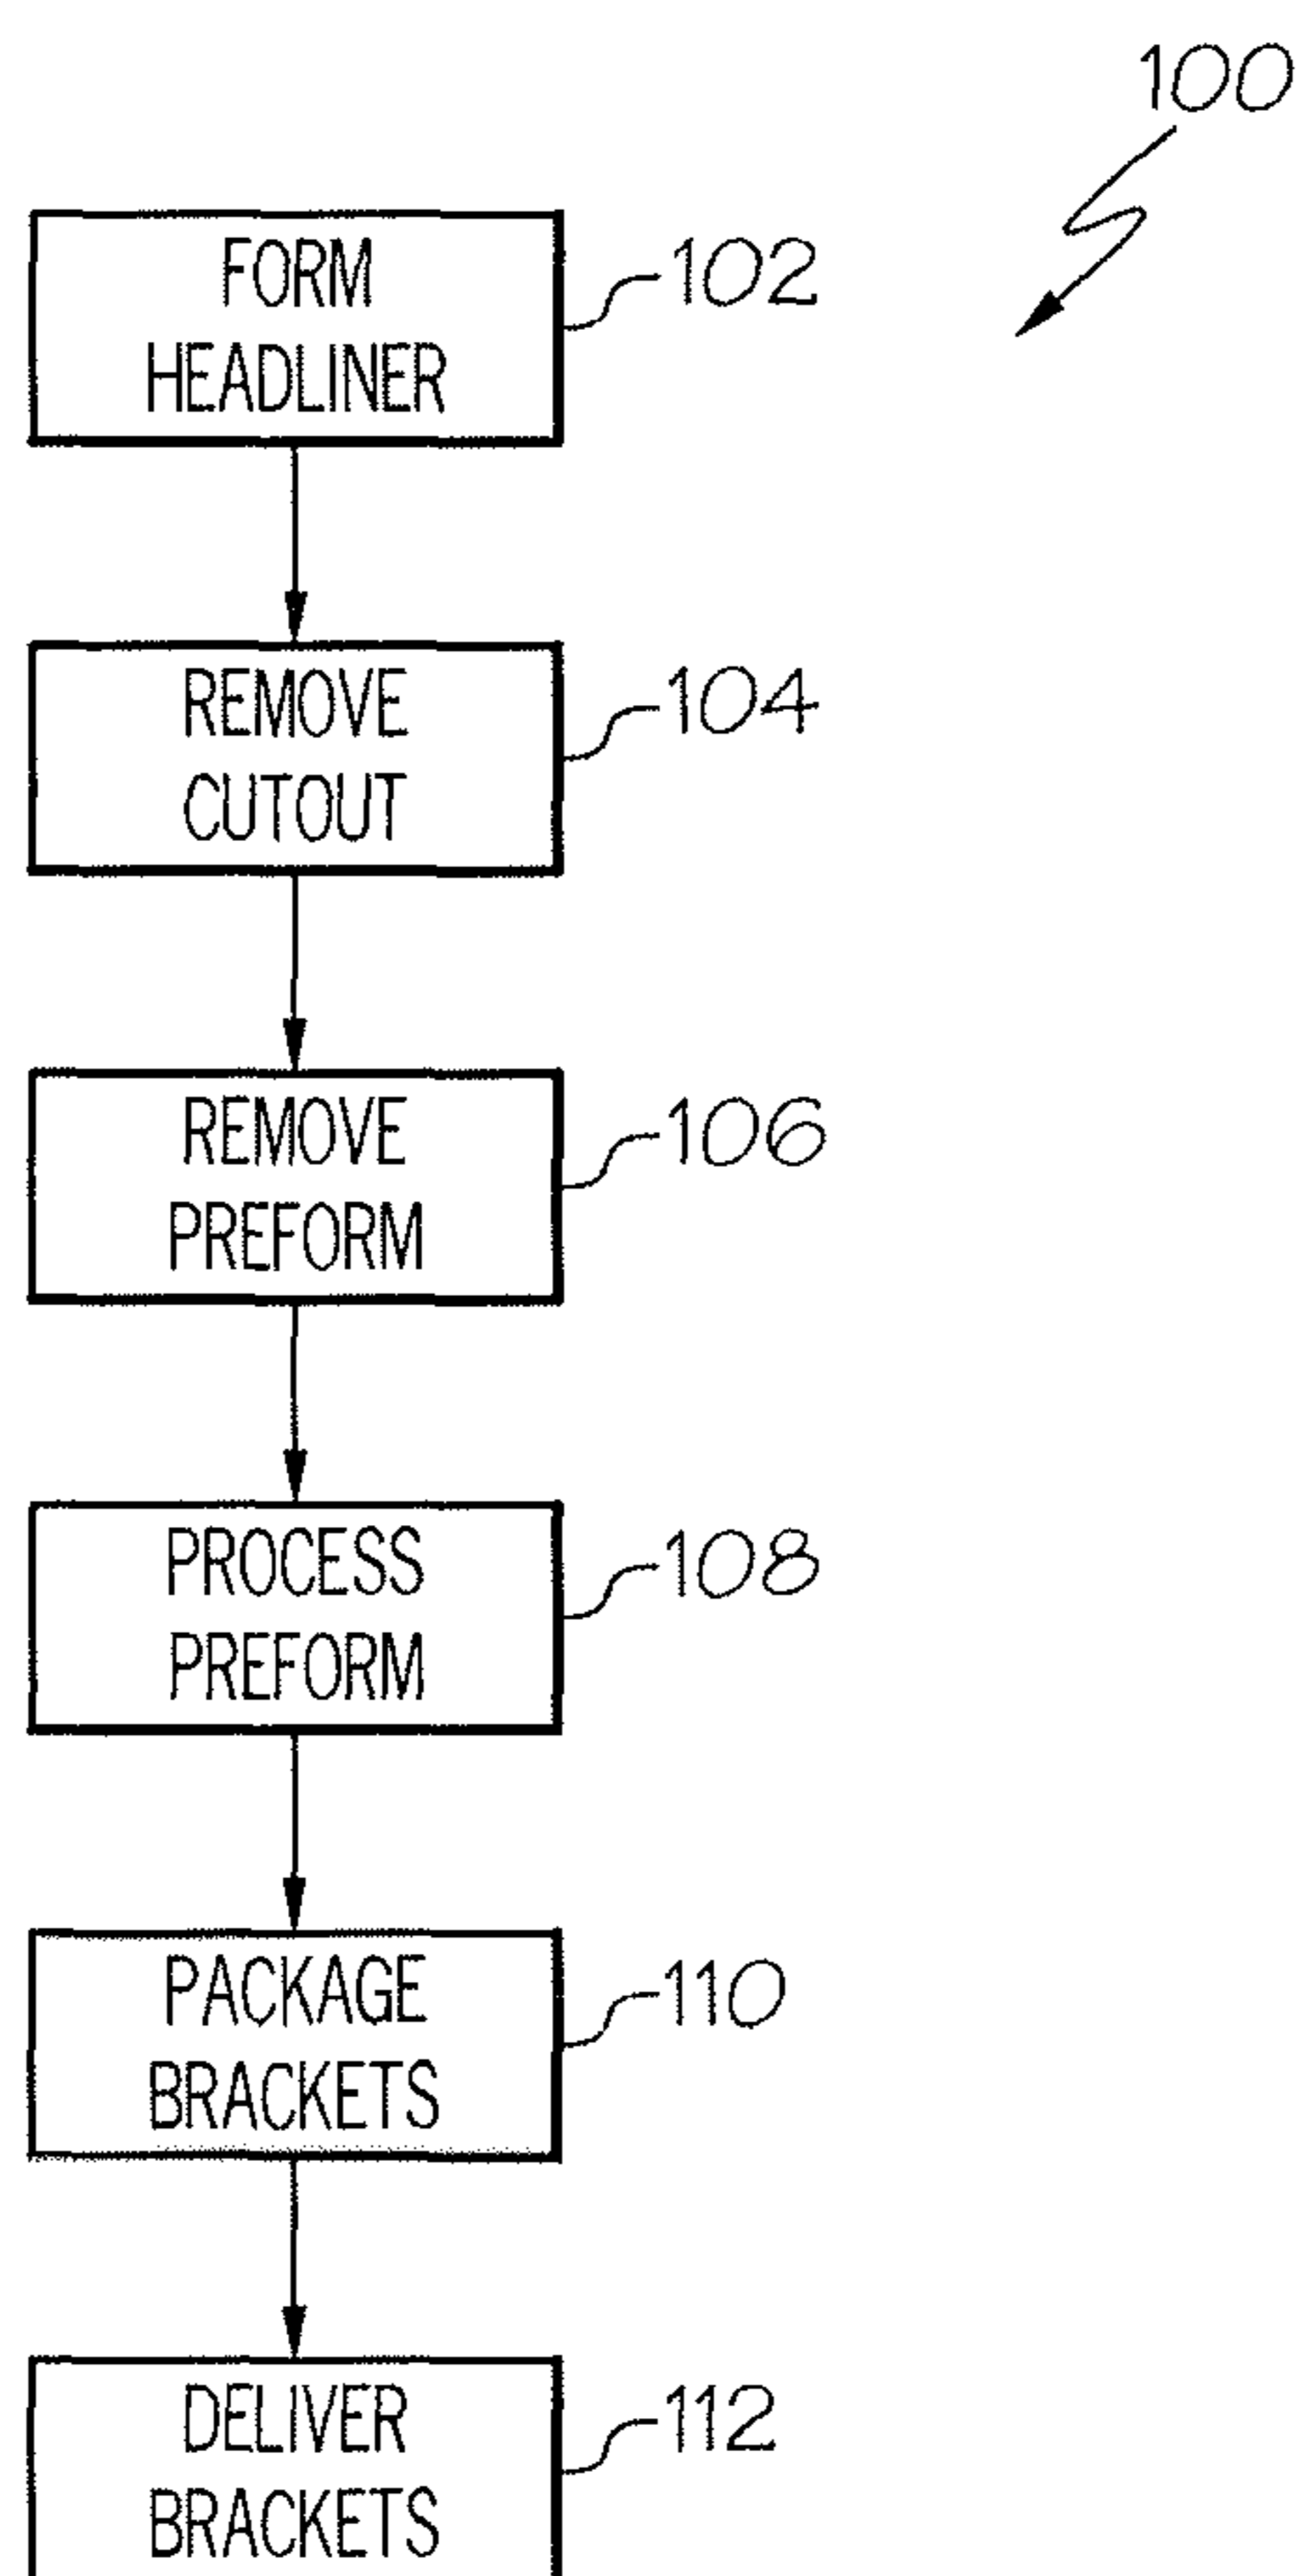 100
FORM
HEADLINER
102
REMOVE
CUTOUT
104
REMOVE
PREFORM
106
PROCESS
PREFORM
108
PACKAGE
BRACKETS
110
DELIVER
BRACKETS
112